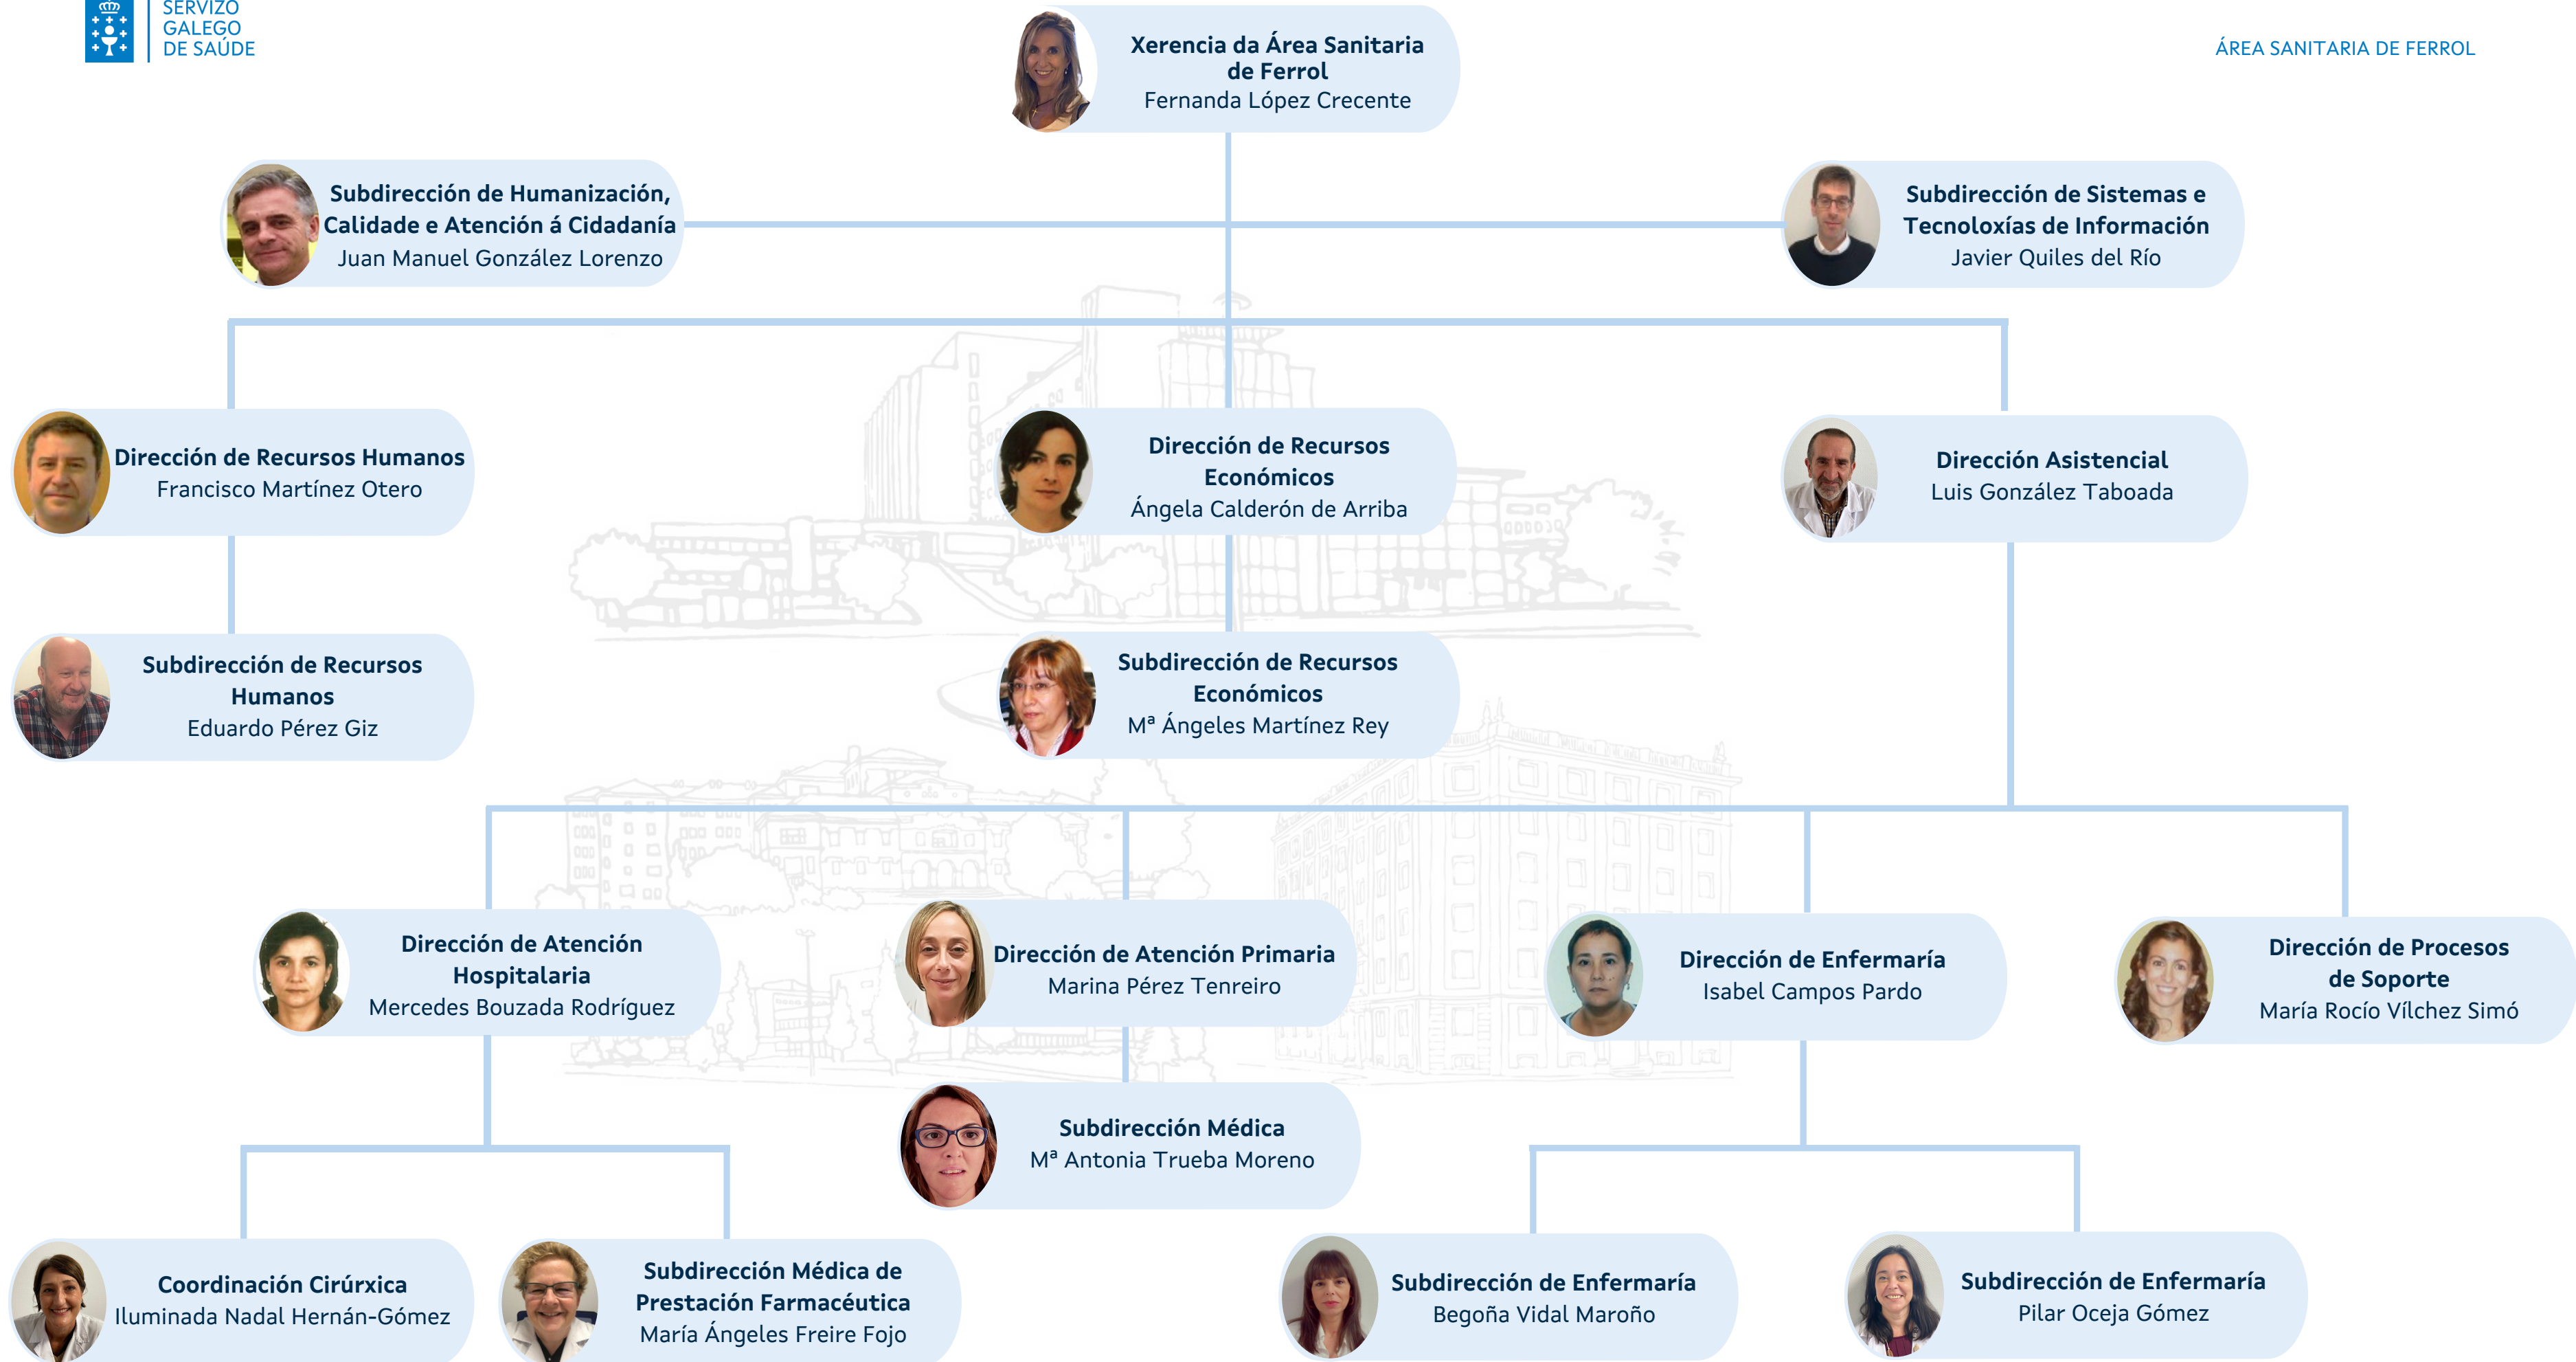 SERVIZO
GALEGO
DE SAÚDE
ÁREA SANITARIA DE FERROL
Xerencia da Área Sanitaria
de Ferrol
Fernanda López Crecente
Subdirección de Humanización,
Calidade e Atención á Cidadanía
Juan Manuel González Lorenzo
Subdirección de Sistemas e
Tecnoloxías de Información
Javier Quiles del Río
Dirección de Recursos Humanos
Francisco Martínez Otero
Dirección de Recursos
Económicos
Ángela Calderón de Arriba
Dirección Asistencial
Luis González Taboada
Subdirección de Recursos
Humanos
Eduardo Pérez Giz
Subdirección de Recursos
Económicos
Mª Ángeles Martínez Rey
Dirección de Atención
Hospitalaria
Mercedes Bouzada Rodríguez
Dirección de Atención Primaria
Marina Pérez Tenreiro
Dirección de Enfermaría
Isabel Campos Pardo
Dirección de Procesos
de Soporte
María Rocío Vílchez Simó
Subdirección Médica
Mª Antonia Trueba Moreno
Coordinación Cirúrxica
Iluminada Nadal Hernán-Gómez
Subdirección Médica de
Prestación Farmacéutica
María Ángeles Freire Fojo
Subdirección de Enfermaría
Begoña Vidal Maroño
Subdirección de Enfermaría
Pilar Oceja Gómez